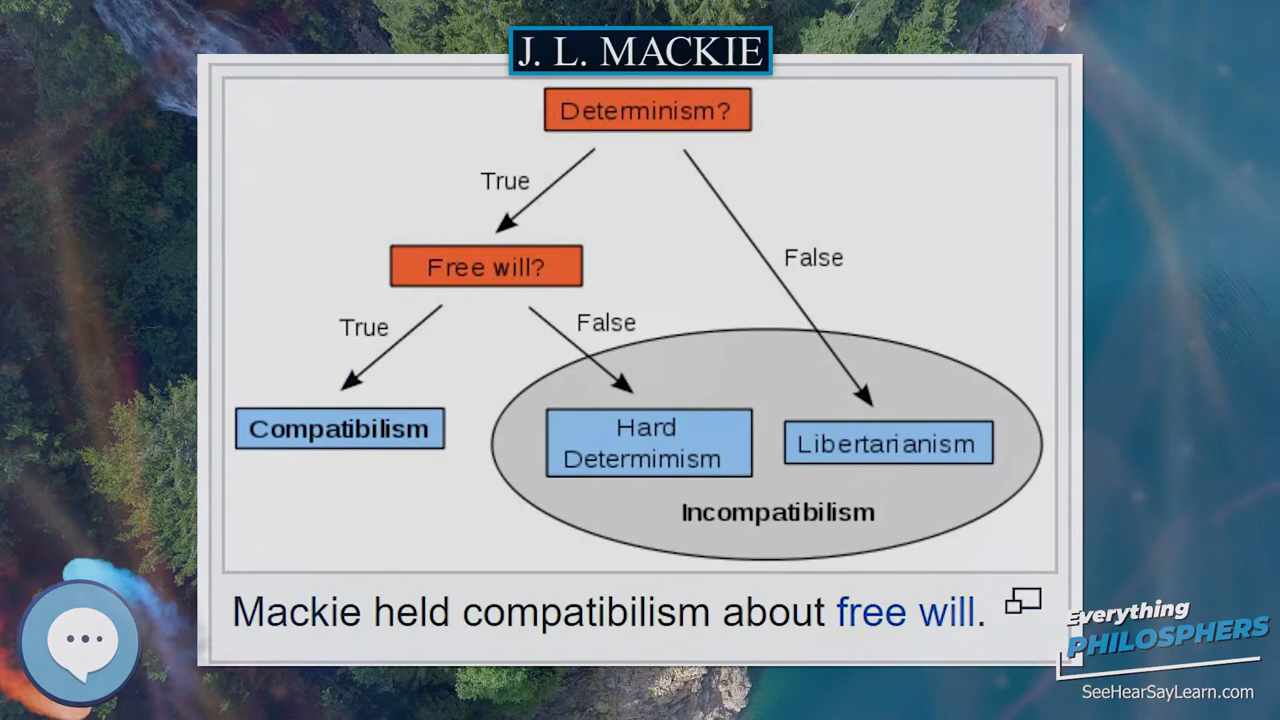 J. L. MACKIE
Determinism?
True
False
Free will?
True
False
Compatibilism
Hard
Determimism
Libertarianism
Incompatibilism
Mackie held compatibilism about free will.
Everything
PHILOSPHERS
SeeHearSayLearn.com